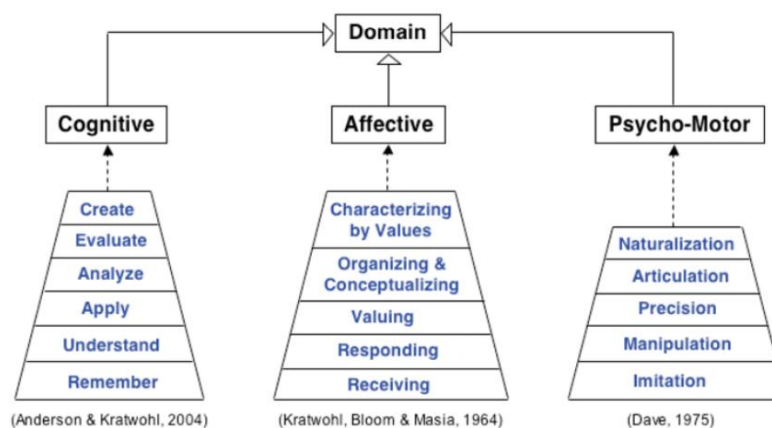 Domain
Cognitive
Affective
Psycho-Motor
Create
Evaluate
Analyze
Apply
Understand
Remember
(Anderson & Kratwohl, 2004)
Characterizing
by Values
Organizing &
Conceptualizing
Valuing
Responding
Receiving
(Kratwohl, Bloom & Masia, 1964)
Naturalization
Articulation
Precision
Manipulation
Imitation
(Dave, 1975)